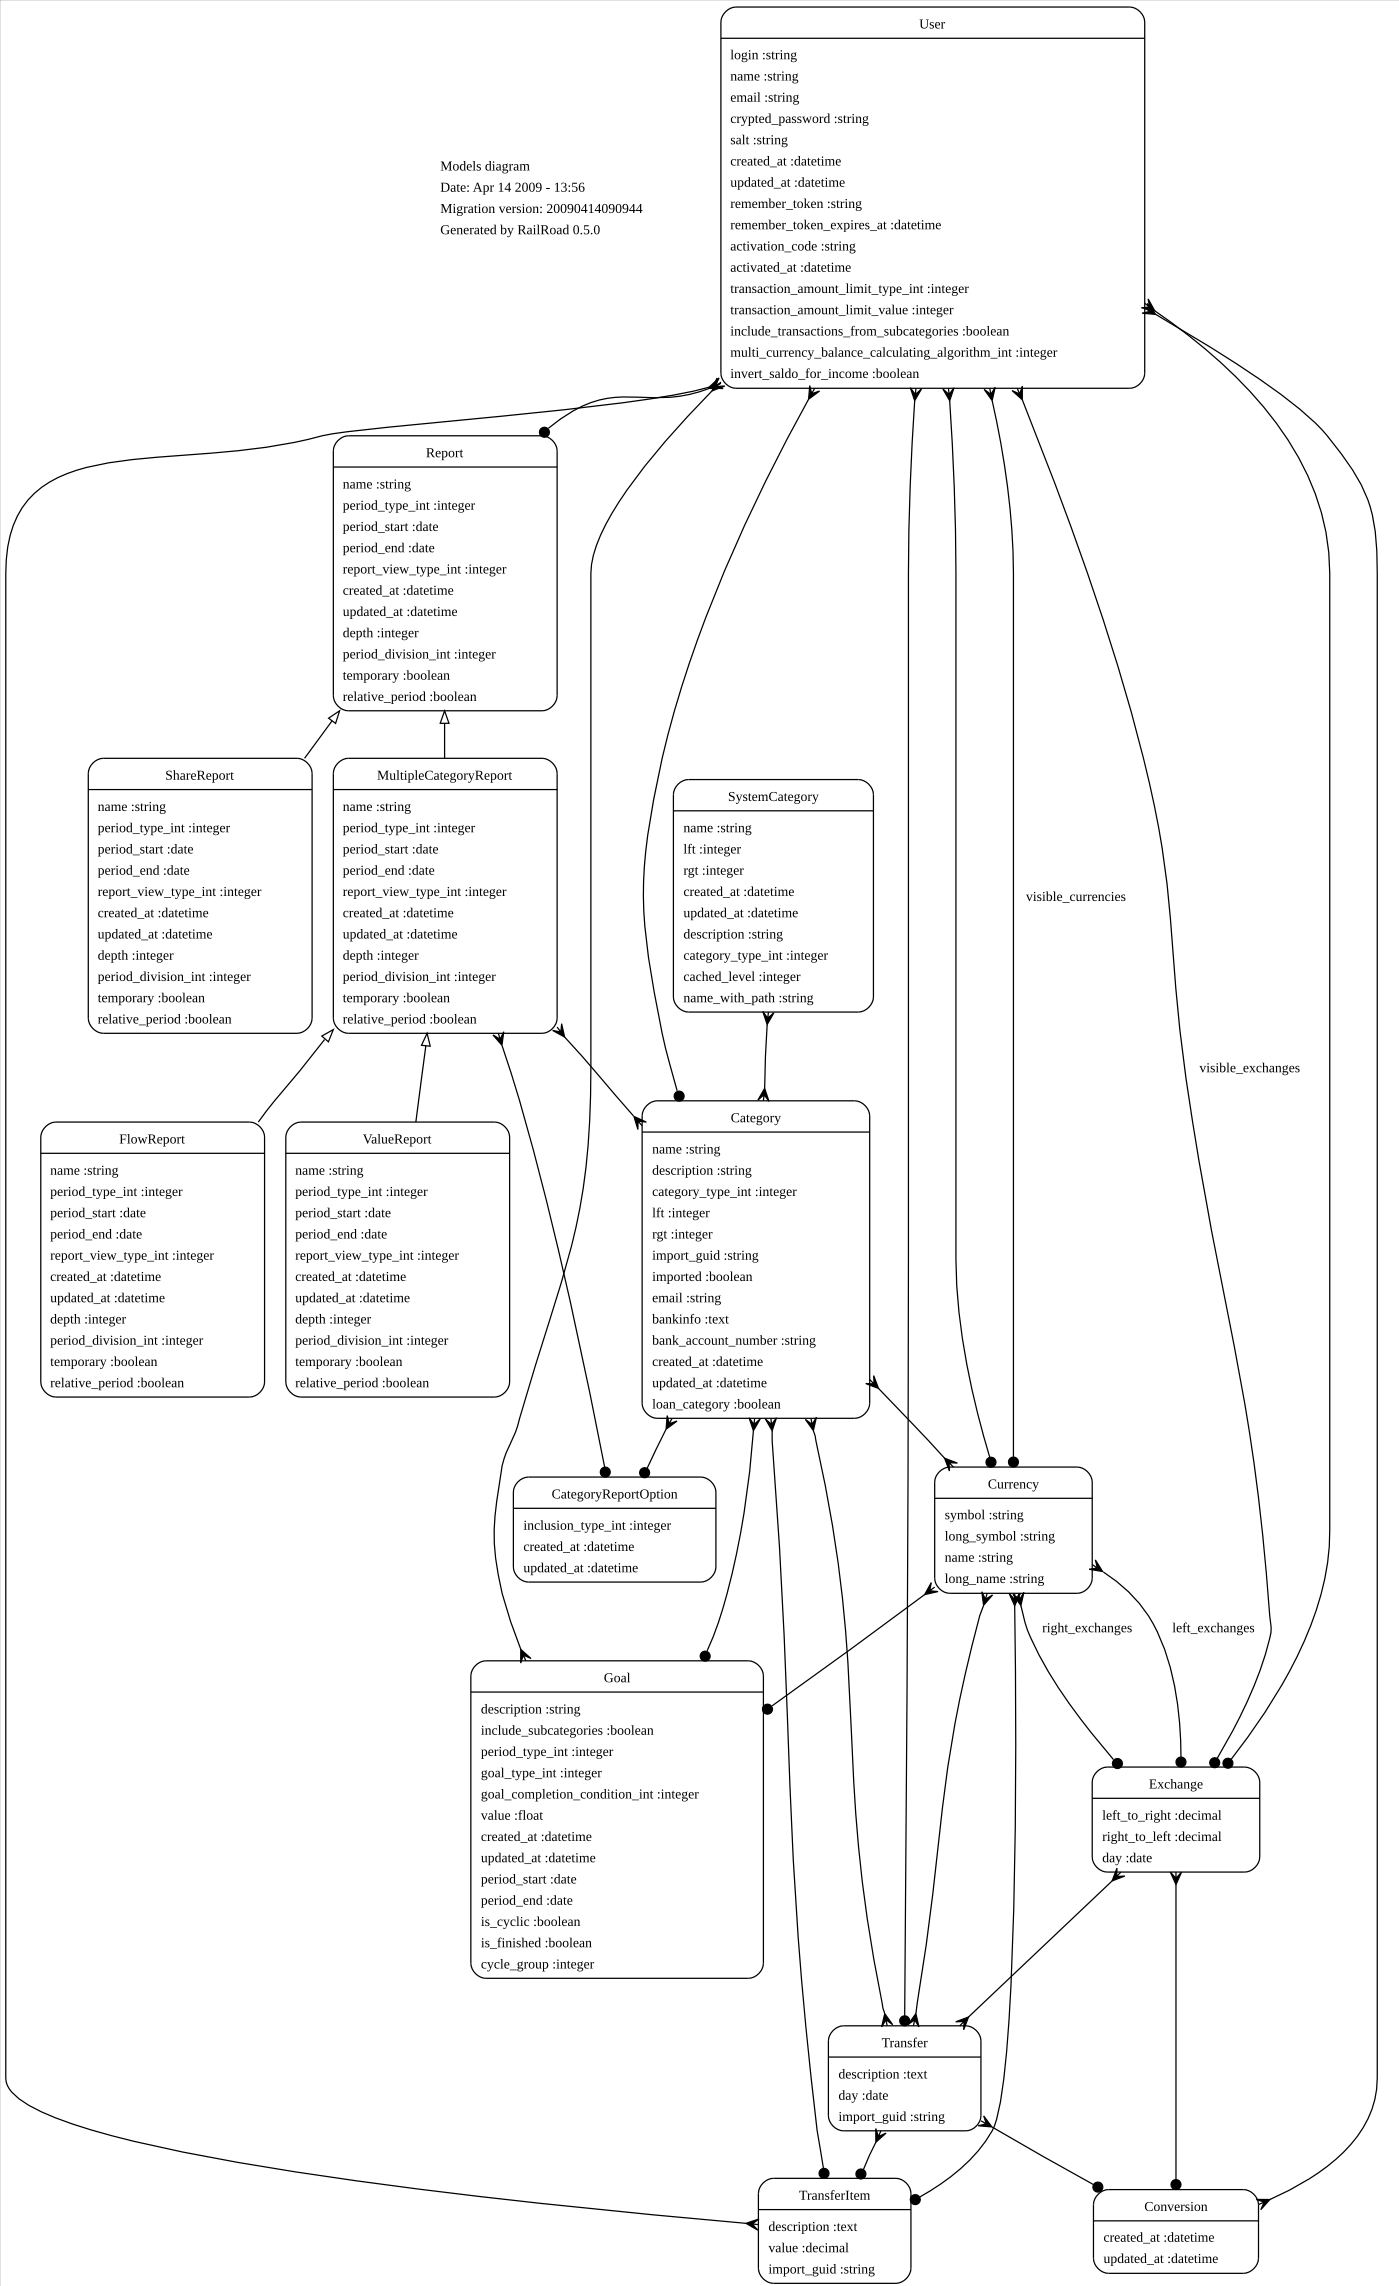 User
login :string
name :string
email :string
crypted_password :string
salt :string
created_at :datetime
updated_at :datetime
remember_token :string
remember_token_expires_at :datetime
activation_code :string
activated_at :datetime
transaction_amount_limit_type_int :integer
transaction_amount_limit_value :integer
include_transactions_from_subcategories :boolean
multi_currency_balance_calculating_algorithm_int :integer
invert_saldo_for_income :boolean
Models diagram
Date: Apr 14 2009 - 13:56
Migration version: 20090414090944
Generated by RailRoad 0.5.0
Report
name :string
period_type_int :integer
period_start :date
period_end :date
report_view_type_int :integer
created_at :datetime
updated_at :datetime
depth :integer
period_division_int :integer
temporary :boolean
relative_period :boolean
ShareReport
name :string
period_type_int :integer
period_start :date
period_end :date
report_view_type_int :integer
created_at :datetime
updated_at :datetime
depth :integer
period_division_int :integer
temporary :boolean
relative_period :boolean
MultipleCategoryReport
name :string
period_type_int :integer
period_start :date
period_end :date
report_view_type_int :integer
created_at :datetime
updated_at :datetime
depth :integer
period_division_int :integer
temporary :boolean
relative_period :boolean
SystemCategory
name :string
lft :integer
rgt :integer
created_at :datetime
updated_at :datetime
description :string
category_type_int :integer
cached_level :integer
name_with_path :string
visible_currencies
visible_exchanges
FlowReport
name :string
period_type_int :integer
period_start :date
period_end :date
report_view_type_int :integer
created_at :datetime
updated_at :datetime
depth :integer
period_division_int :integer
temporary :boolean
relative_period :boolean
ValueReport
name :string
period_type_int :integer
period_start :date
period_end :date
report_view_type_int :integer
created_at :datetime
updated_at :datetime
depth :integer
period_division_int :integer
temporary :boolean
relative_period :boolean
Category
name :string
description :string
category_type_int :integer
lft :integer
rgt :integer
import_guid :string
imported :boolean
email :string
bankinfo :text
bank_account_number :string
created_at :datetime
updated_at :datetime
loan_category :boolean
CategoryReportOption
inclusion_type_int :integer
created_at :datetime
updated_at :datetime
Currency
symbol :string
long_symbol :string
name :string
long_name :string
right_exchanges
left_exchanges
Goal
description :string
include_subcategories :boolean
period_type_int :integer
goal_type_int :integer
goal_completion_condition_int :integer
value :float
created_at :datetime
updated_at :datetime
period_start :date
period_end :date
is_cyclic :boolean
is_finished :boolean
cycle_group :integer
Exchange
left_to_right :decimal
right_to_left :decimal
day :date
Transfer
description :text
day :date
import_guid :string
TransferItem
description :text
value :decimal
import_guid :string
Conversion
created_at :datetime
updated_at :datetime